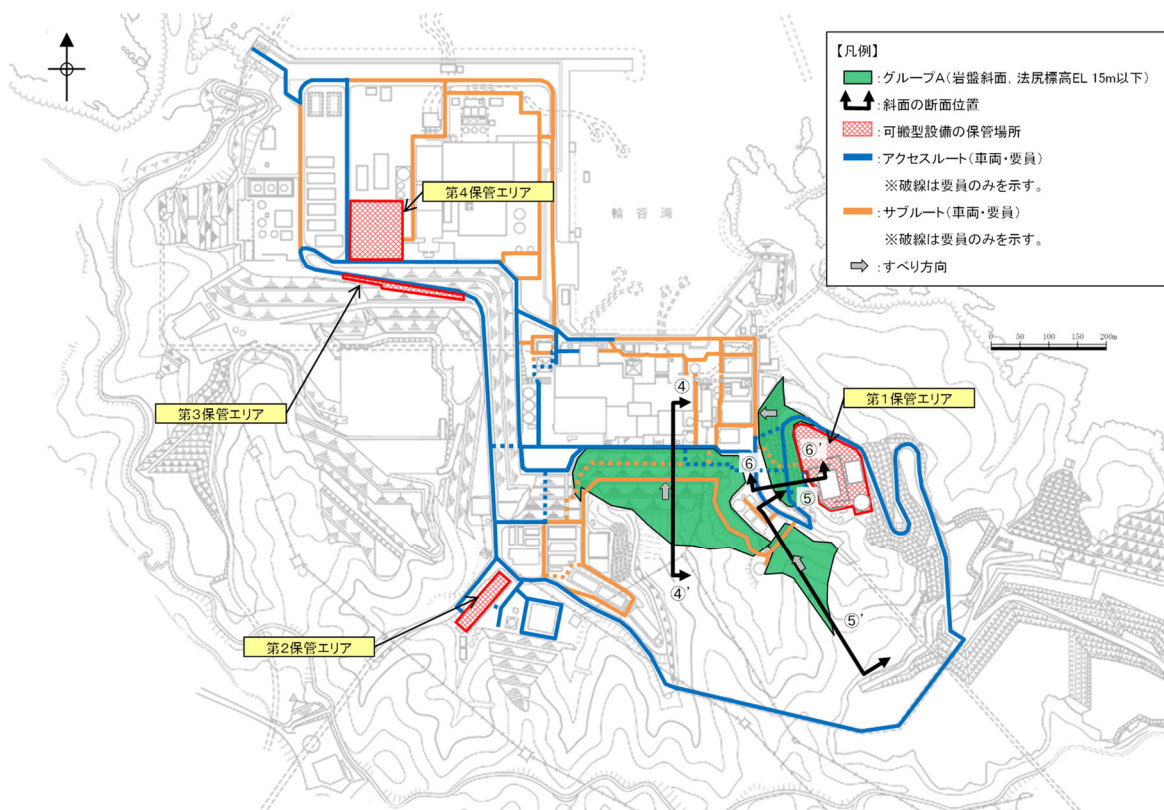 【凡例】
:グループA(岩盤斜面, 法尻標高EL 15m以下)
:斜面の断面位置
:可搬型設備の保管場所
:アクセスルート(車両・要員)
※破線は要員のみを示す。
:サブルート(車両・要員)
※破線は要員のみを示す。
:すべり方向
0 50 100 150 200m
第4保管エリア
輪谷湾
第3保管エリア
第1保管エリア
④
⑥
⑥'
⑤
④'
⑤'
第2保管エリア